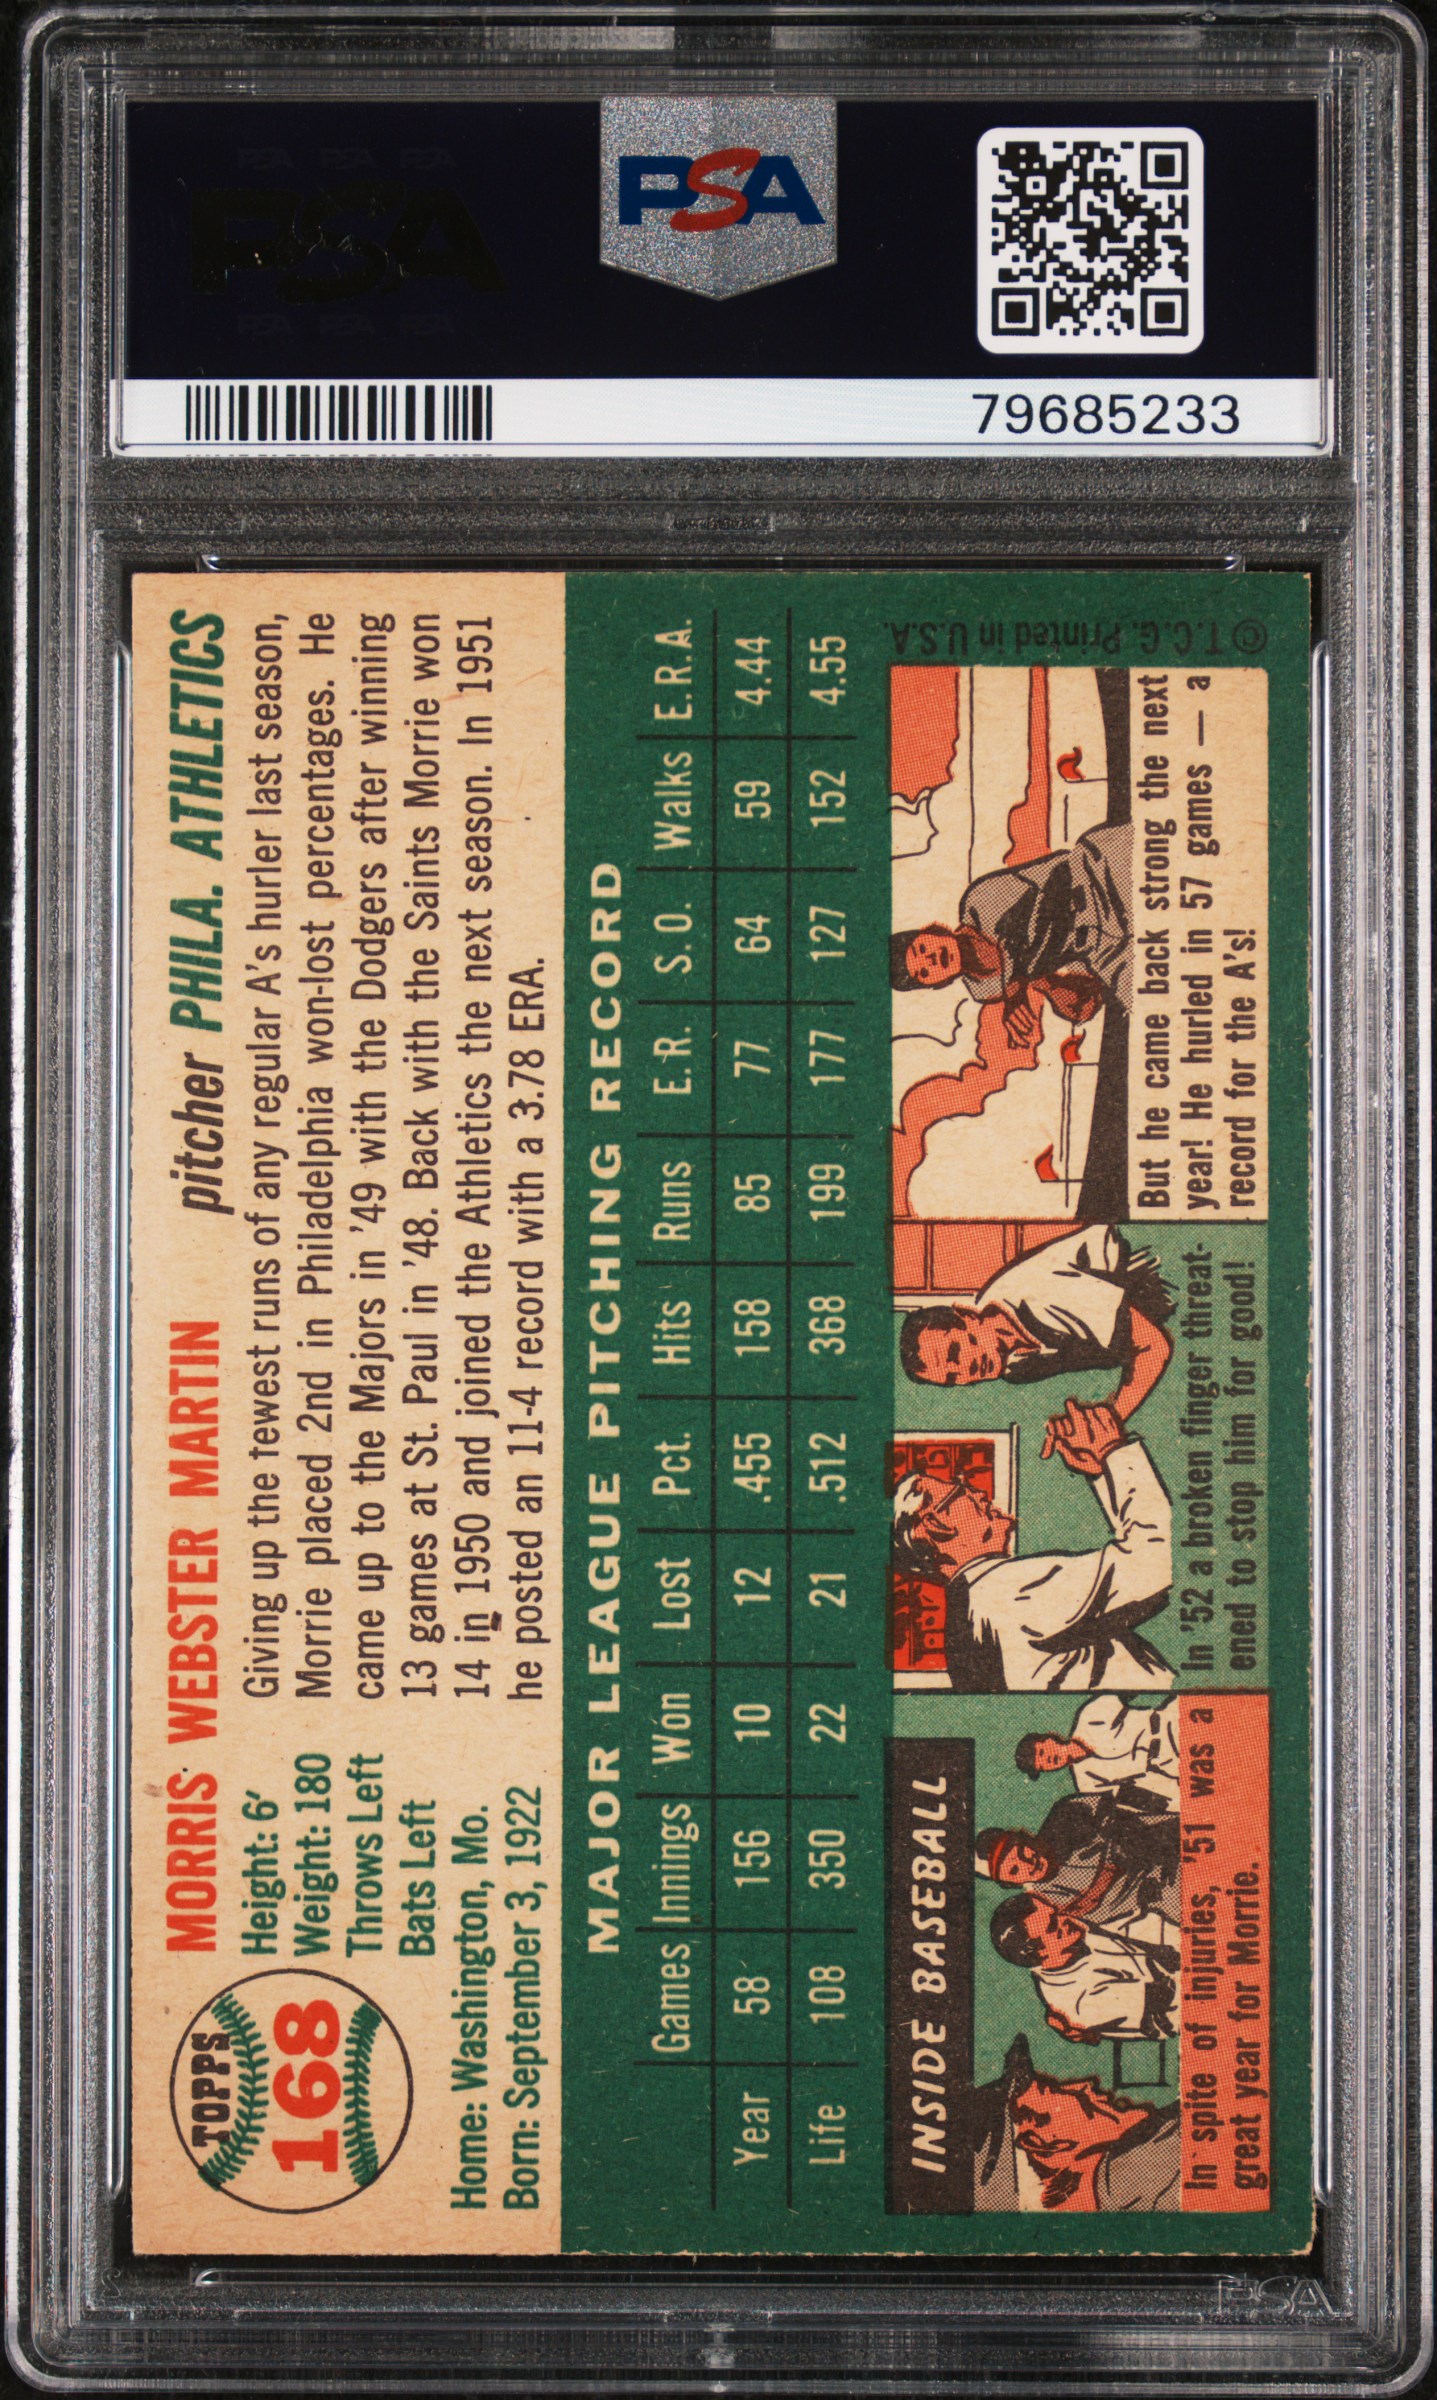 PSA
79685233
TOPPS
168
MORRIS WEBSTER MARTIN pitcher PHILA. ATHLETICS
Height: 6'
Weight: 180
Throws Left
Bats Left
Home: Washington, Mo.
Born: September 3, 1922
Giving up the tewest runs of any regular A's hurler last season,
Morrie placed 2nd in Philadelphia won-lost percentages. He
came up to the Majors in '49 with the Dodgers after winning
13 games at St. Paul in '48. Back with the Saints Morrie won
14 in 1950 and joined the Athletics the next season. In 1951
he posted an 11-4 record with a 3.78 ERA.
MAJOR LEAGUE PITCHING RECORD
Games Innings Won Lost Pct. Hits Runs E.R. S.O. Walks E.R.A.
Year 58 156 10 12 .455 158 85 77 64 59 4.44
Life 108 350 22 21 .512 368 199 177 127 152 4.55
INSIDE BASEBALL
In spite of injuries, '51 was a
great year for Morrie.
In '52 a broken finger threat-
ened to stop him for good!
But he came back strong the next
year! He hurled in 57 games — a
record for the A's!
© T.C.G. Printed in U.S.A.
PSA